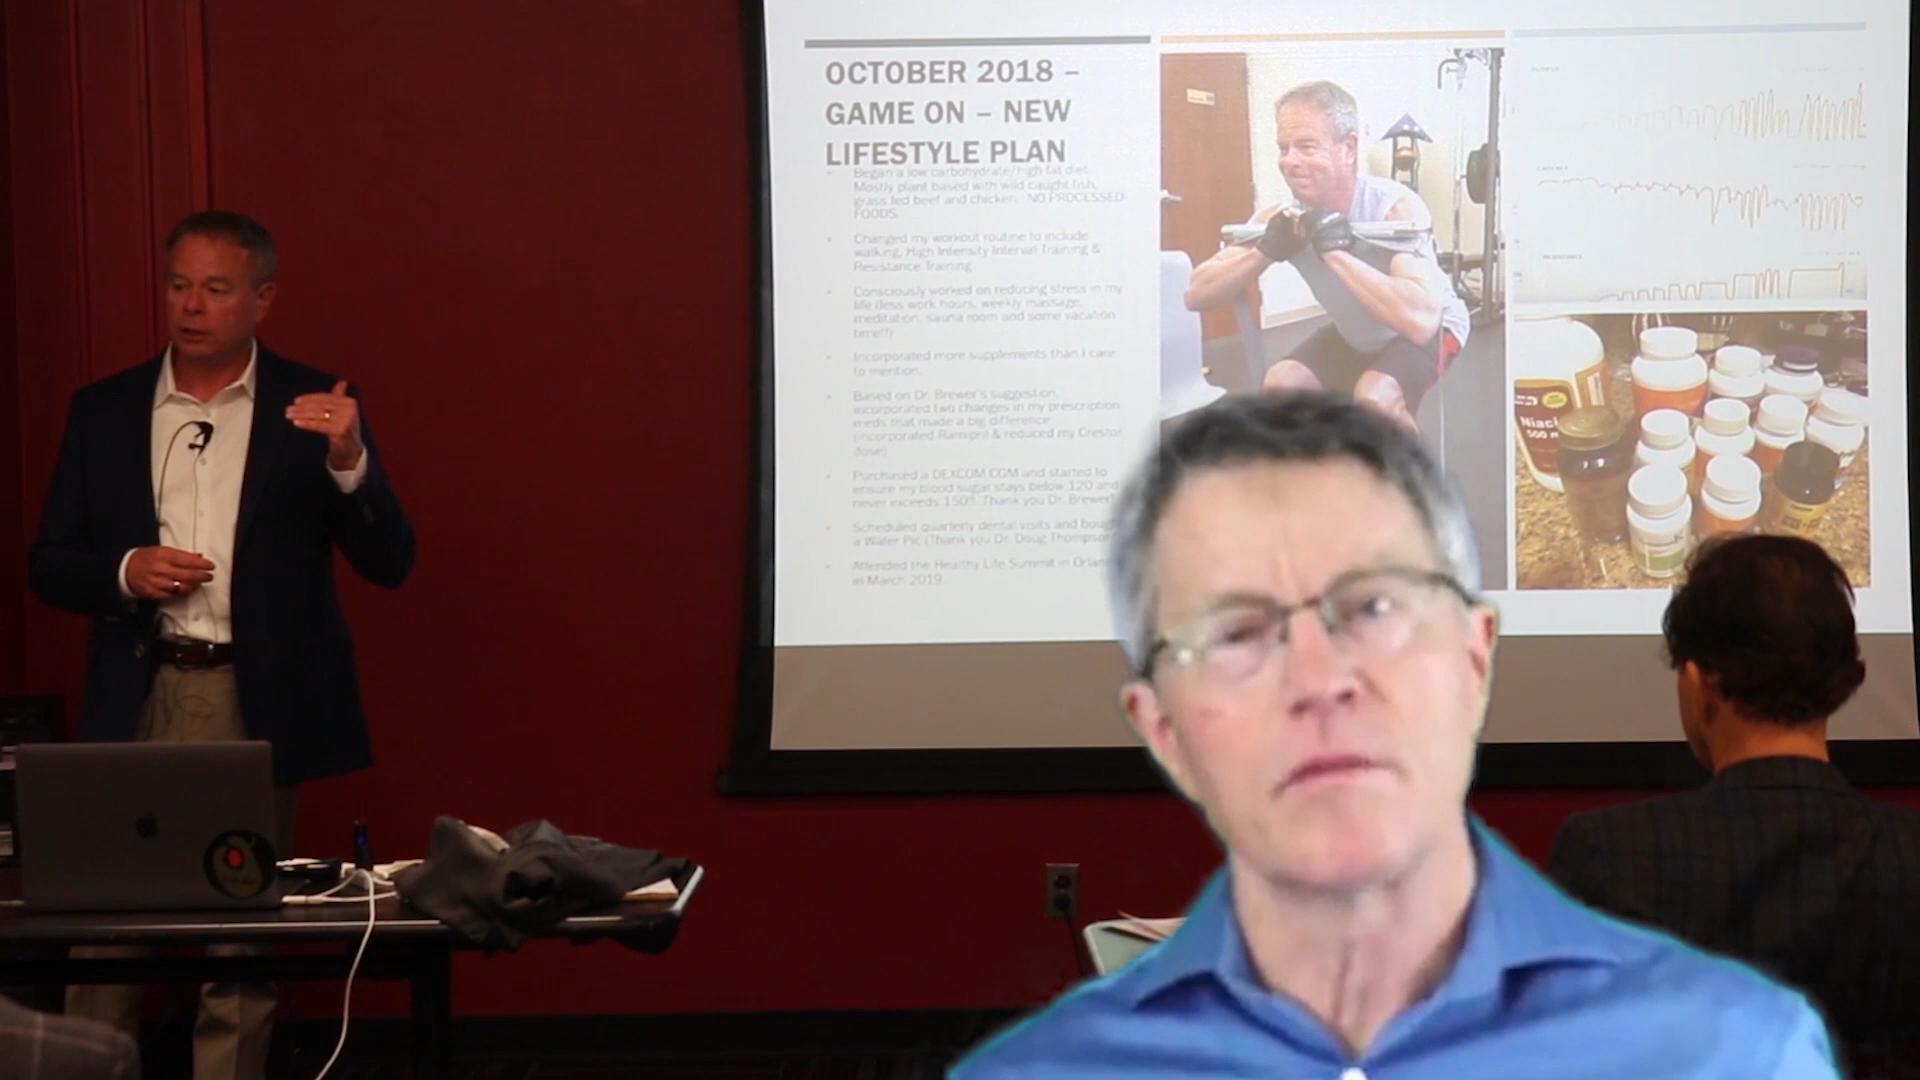 OCTOBER 2018 –
GAME ON – NEW
LIFESTYLE PLAN
Began a low carbohydrate/high fat diet.
Mostly plant based with wild caught fish,
grass fed beef and chicken. NO PROCESSED
FOODS.
Changed my workout routine to include
walking, High Intensity Interval Training &
Resistance Training
Consciously worked on reducing stress in my
life (less work hours, weekly massage,
meditation, sauna room and some vacation
time!!!)
Incorporated more supplements than I care
to mention.
Based on Dr. Brewer's suggestion,
incorporated two changes in my prescription
meds that made a big difference
(incorporated Ramipril & reduced my Crestor
dose)
Purchased a DEXCOM CGM and started to
ensure my blood sugar stays below 120 and
never exceeds 150!! Thank you Dr. Brewer!
Scheduled quarterly dental visits and bough
a Water Pic (Thank you Dr. Doug Thompson
Attended the Healthy Life Summit in Orlan
in March 2019
CADENCE
RESISTANCE
Niaci
500 m